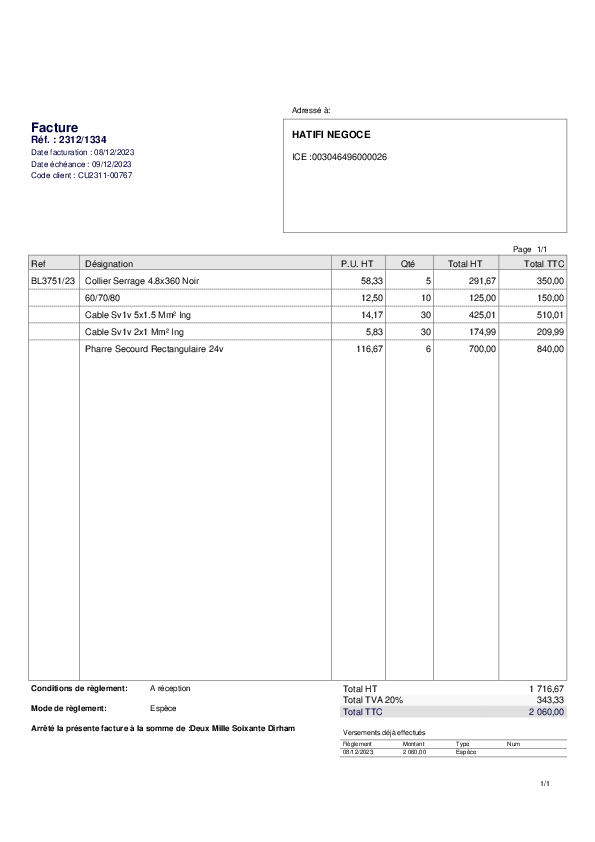 Adressé à:
Facture
Réf. : 2312/1334
Date facturation : 08/12/2023
Date échéance : 09/12/2023
Code client : CU2311-00767
HATIFI NEGOCE
ICE :003046496000026
Page 1/1
Ref Désignation P.U. HT Qté Total HT Total TTC
BL3751/23 Collier Serrage 4.8x360 Noir 58,33 5 291,67 350,00
60/70/80 12,50 10 125,00 150,00
Cable Sv1v 5x1.5 Mm² Ing 14,17 30 425,01 510,01
Cable Sv1v 2x1 Mm² Ing 5,83 30 174,99 209,99
Pharre Secourd Rectangulaire 24v 116,67 6 700,00 840,00
Conditions de règlement: A réception
Mode de règlement: Espèce
Arrêté la présente facture à la somme de :Deux Mille Soixante Dirham
Total HT 1 716,67
Total TVA 20% 343,33
Total TTC 2 060,00
Versements déjà effectués
Règlement Montant Type Num
08/12/2023 2 060,00 Espèce
1/1